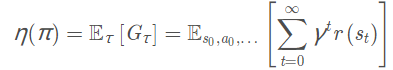 η(π) = 𝔼_τ [G_τ] = 𝔼_{s_0,a_0,…} [ ∑_{t=0}^{∞} γ^t r(s_t) ]